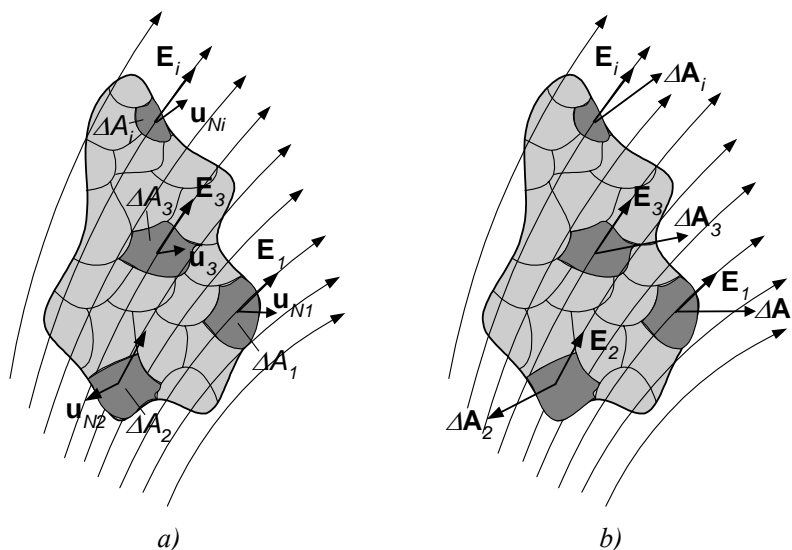 E_i
ΔA_i
u_Ni
ΔA_3
E_3
u_3
E_1
u_N1
ΔA_1
u_N2
ΔA_2
a)
E_i
ΔA_i
E_3
ΔA_3
E_1
ΔA
E_2
ΔA_2
b)